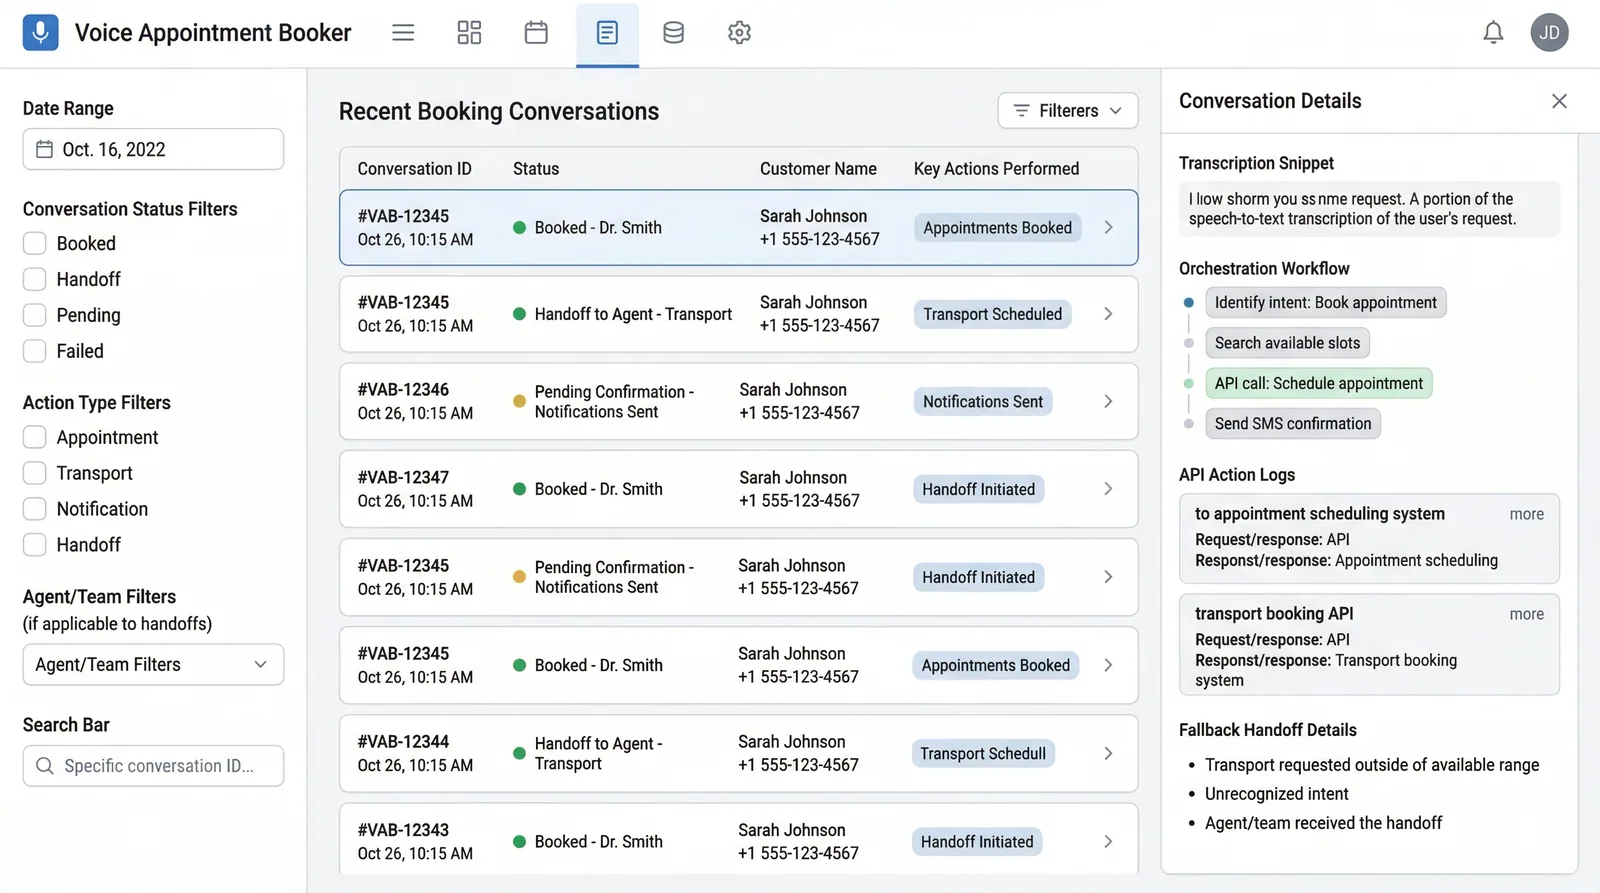 Voice Appointment Booker
JD
Date Range
Oct. 16, 2022
Conversation Status Filters
Booked
Handoff
Pending
Failed
Action Type Filters
Appointment
Transport
Notification
Handoff
Agent/Team Filters
(if applicable to handoffs)
Agent/Team Filters
Search Bar
Specific conversation ID...
Recent Booking Conversations
Filterers
Conversation ID Status Customer Name Key Actions Performed
#VAB-12345
Oct 26, 10:15 AM
Booked - Dr. Smith
Sarah Johnson
+1 555-123-4567
Appointments Booked
#VAB-12345
Oct 26, 10:15 AM
Handoff to Agent - Transport
Sarah Johnson
+1 555-123-4567
Transport Scheduled
#VAB-12346
Oct 26, 10:15 AM
Pending Confirmation -
Notifications Sent
Sarah Johnson
+1 555-123-4567
Notifications Sent
#VAB-12347
Oct 26, 10:15 AM
Booked - Dr. Smith
Sarah Johnson
+1 555-123-4567
Handoff Initiated
#VAB-12345
Oct 26, 10:15 AM
Pending Confirmation -
Notifications Sent
Sarah Johnson
+1 555-123-4567
Handoff Initiated
#VAB-12345
Oct 26, 10:15 AM
Booked - Dr. Smith
Sarah Johnson
+1 555-123-4567
Appointments Booked
#VAB-12344
Oct 26, 10:15 AM
Handoff to Agent -
Transport
Sarah Johnson
+1 555-123-4567
Transport Schedull
#VAB-12343
Oct 26, 10:15 AM
Booked - Dr. Smith
Sarah Johnson
+1 555-123-4567
Handoff Initiated
Conversation Details
Transcription Snippet
I low shorm you ss nme request. A portion of the
speech-to-text transcription of the user's request.
Orchestration Workflow
Identify intent: Book appointment
Search available slots
API call: Schedule appointment
Send SMS confirmation
API Action Logs
to appointment scheduling system more
Request/response: API
Responst/response: Appointment scheduling
transport booking API more
Request/response: API
Responst/response: Transport booking
system
Fallback Handoff Details
• Transport requested outside of available range
• Unrecognized intent
• Agent/team received the handoff